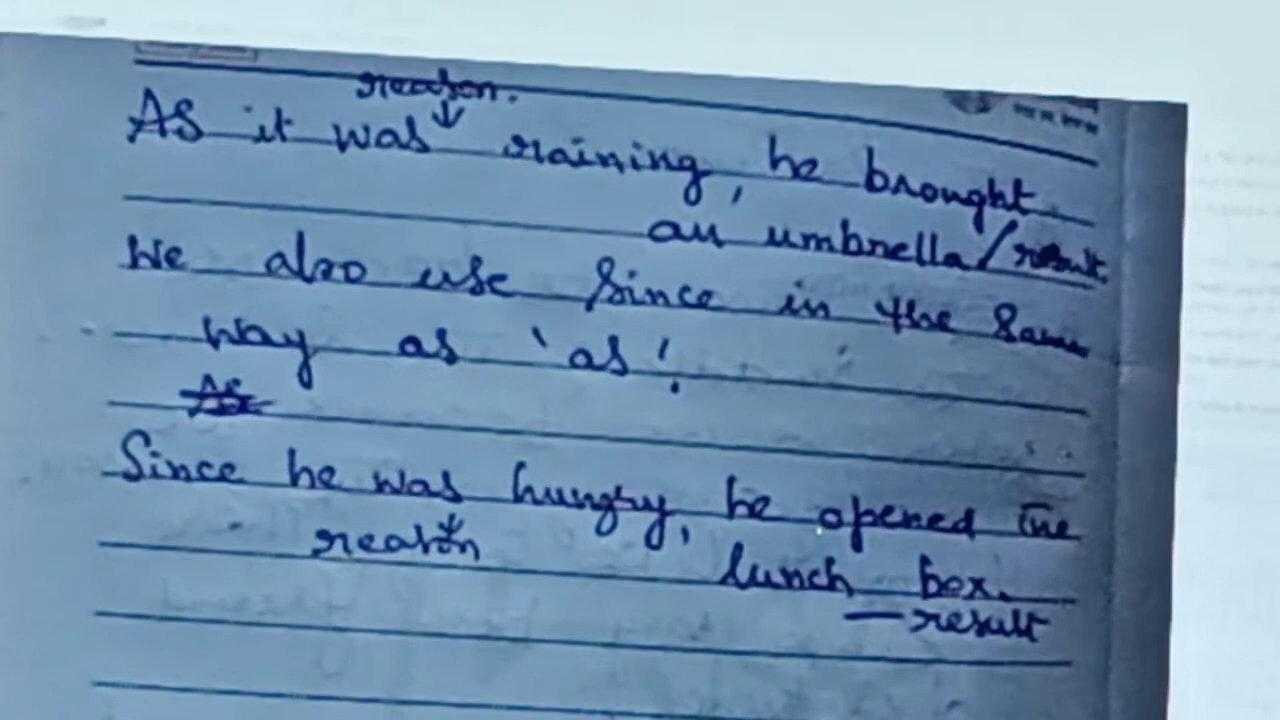 reason.
↓
As it was raining, he brought
an umbrella/result
We also use Since in the Same
way as 'as'.
Since he was hungry, he opened the
↓
reason lunch box.
— result